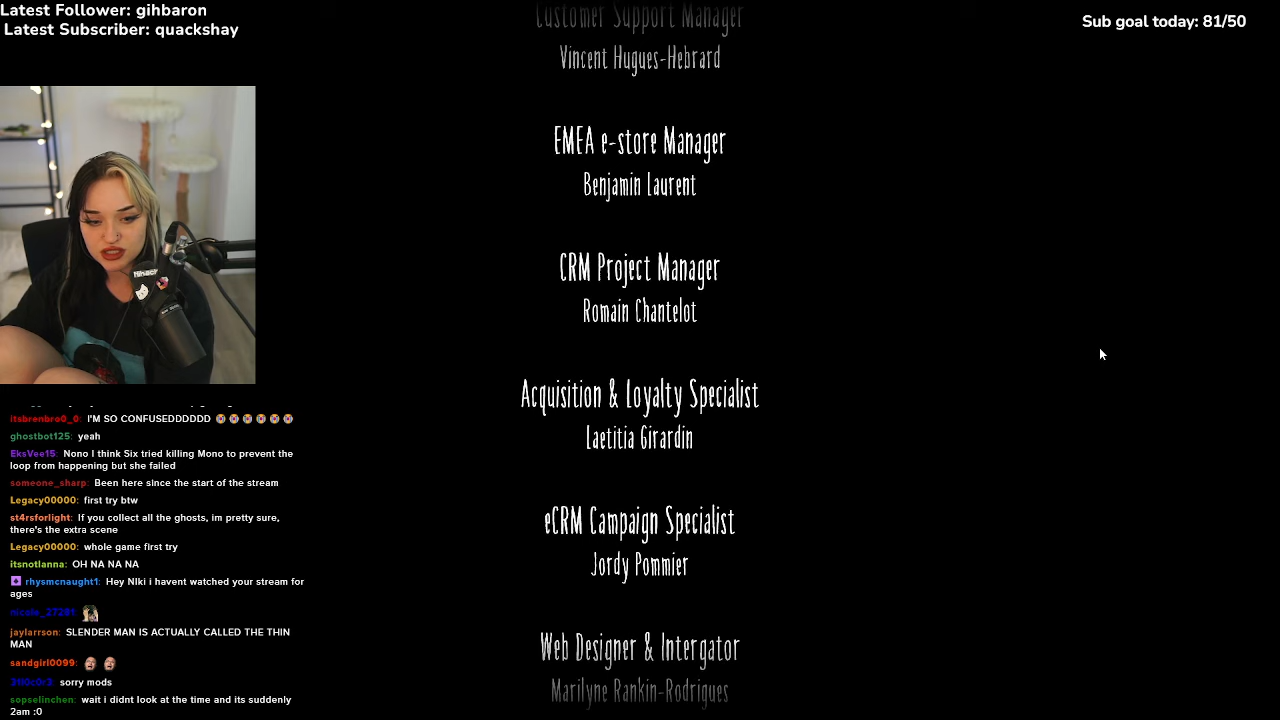 Latest Follower: gihbaron
Latest Subscriber: quackshay
Sub goal today: 81/50
Customer Support Manager
Vincent Hugues-Hebrard
EMEA e-store Manager
Benjamin Laurent
CRM Project Manager
Romain Chantelot
Acquisition & Loyalty Specialist
Laetitia Girardin
eCRM Campaign Specialist
Jordy Pommier
Web Designer & Intergator
Marilyne Rankin-Rodrigues
itsbrenbro0_0: I'M SO CONFUSEDDDDDD
ghostbot125: yeah
EksVee15: Nono I think Six tried killing Mono to prevent the
loop from happening but she failed
someone_sharp: Been here since the start of the stream
Legacy00000: first try btw
st4rsforlight: If you collect all the ghosts, im pretty sure,
there's the extra scene
Legacy00000: whole game first try
itsnotlanna: OH NA NA NA
rhysmcnaught1: Hey NIki i havent watched your stream for
ages
jaylarrson: SLENDER MAN IS ACTUALLY CALLED THE THIN
MAN
sandgirl0099:
sorry mods
sopselinchen: wait i didnt look at the time and its suddenly
2am :0